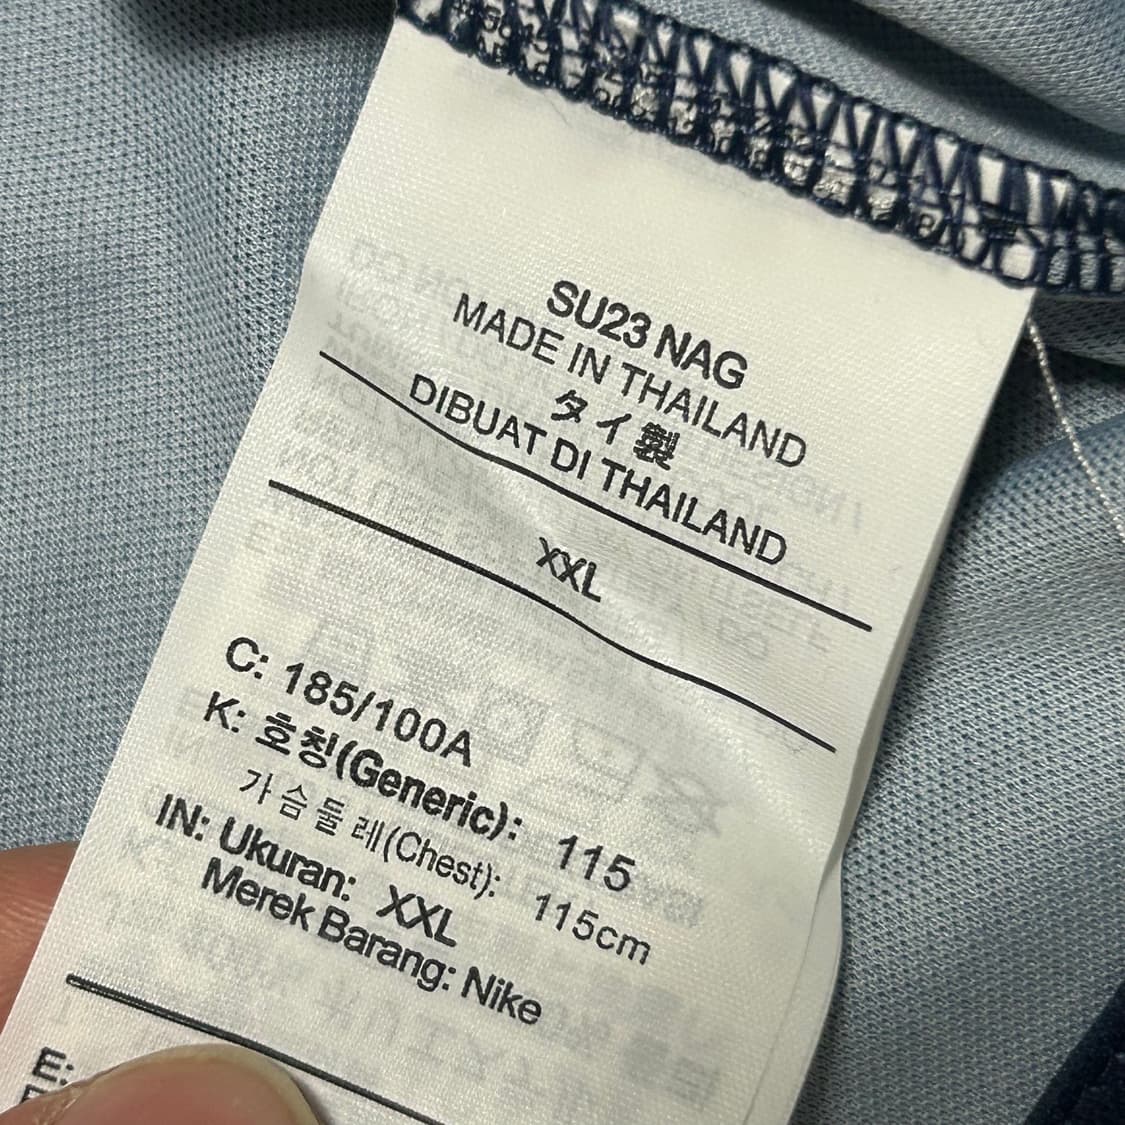 SU23 NAG
MADE IN THAILAND
タイ製
DIBUAT DI THAILAND
XXL
C: 185/100A
K: 호칭(Generic): 115
가슴둘레(Chest): 115cm
IN: Ukuran: XXL
Merek Barang: Nike
E: